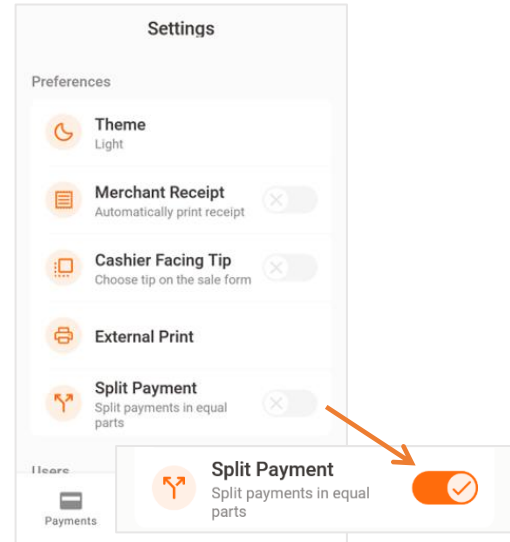 Settings
Preferences
Theme
Light
Merchant Receipt
Automatically print receipt
Cashier Facing Tip
Choose tip on the sale form
External Print
Split Payment
Split payments in equal
parts
Users
Payments
Split Payment
Split payments in equal
parts